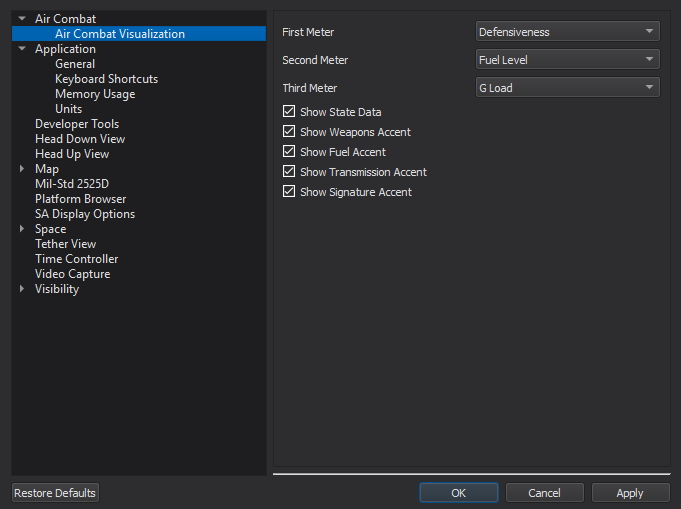 Air Combat
Air Combat Visualization
Application
General
Keyboard Shortcuts
Memory Usage
Units
Developer Tools
Head Down View
Head Up View
Map
Mil-Std 2525D
Platform Browser
SA Display Options
Space
Tether View
Time Controller
Video Capture
Visibility
First Meter Defensiveness
Second Meter Fuel Level
Third Meter G Load
Show State Data
Show Weapons Accent
Show Fuel Accent
Show Transmission Accent
Show Signature Accent
Restore Defaults OK Cancel Apply